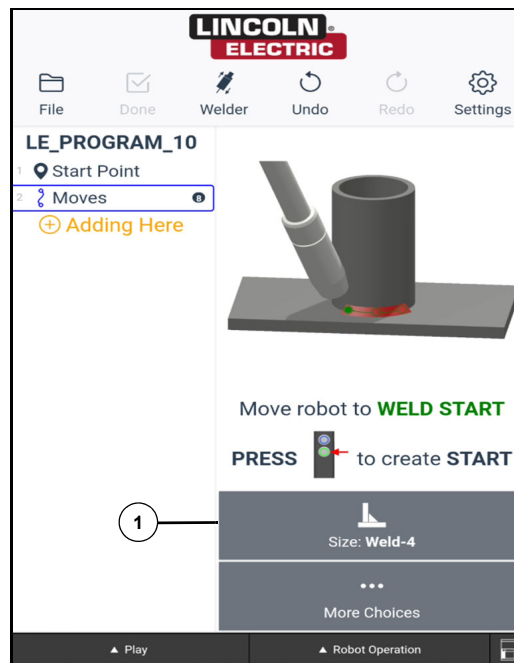 LINCOLN
ELECTRIC
File Done Welder Undo Redo Settings
LE_PROGRAM_10
1 Start Point
2 Moves 8
Adding Here
Move robot to WELD START
PRESS to create START
1
Size: Weld-4
More Choices
Play Robot Operation